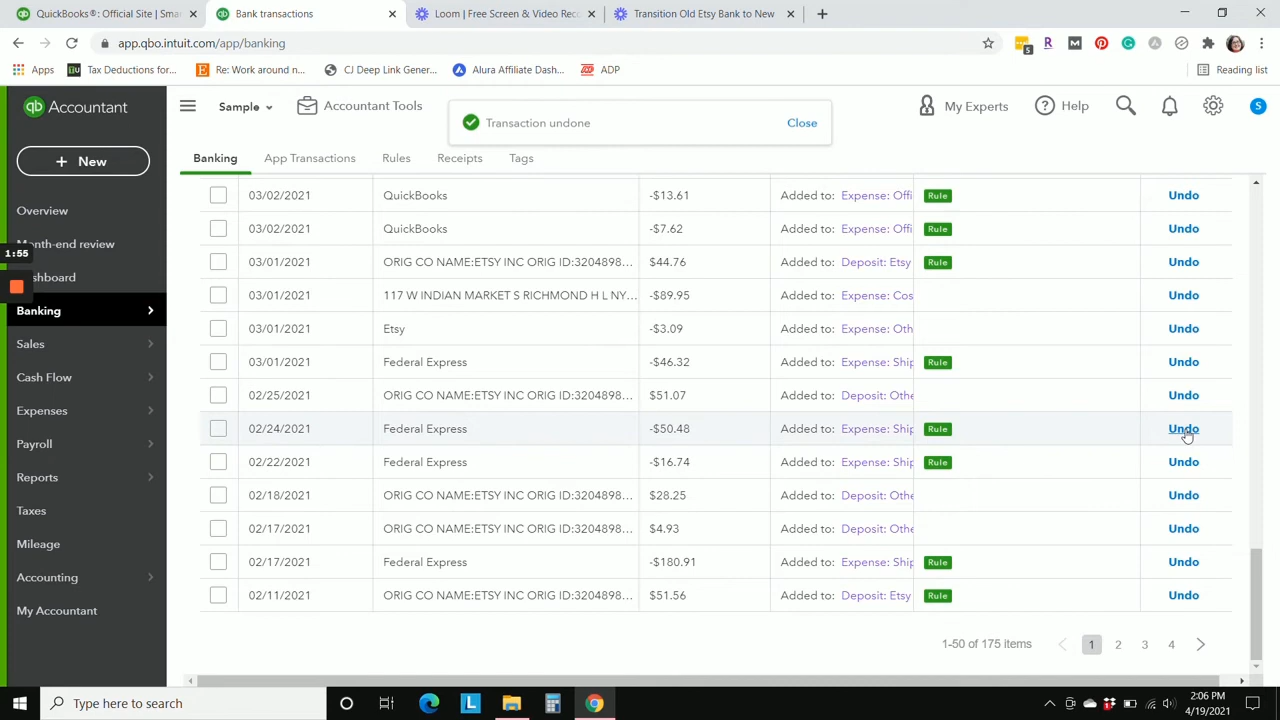 QuickBooks®: Official Site | Sma
Bank transactions
Loom | Free Screen & Video Reco
Transition Old Etsy Bank to New
app.qbo.intuit.com/app/banking
5
Apps
Tax Deductions for...
Re: Work around n...
CJ Deep Link Gener...
Alura Affiliate Dash...
ADP
Reading list
qb Accountant
Sample
Accountant Tools
Transaction undone
Close
My Experts
Help
S
+ New
Banking
App Transactions
Rules
Receipts
Tags
Overview
Month-end review
1:55
shboard
Banking
Sales
Cash Flow
Expenses
Payroll
Reports
Taxes
Mileage
Accounting
My Accountant
03/02/2021 QuickBooks -$13.61 Added to: Expense: Offi Rule Undo
03/02/2021 QuickBooks -$7.62 Added to: Expense: Offi Rule Undo
03/01/2021 ORIG CO NAME:ETSY INC ORIG ID:3204898... $44.76 Added to: Deposit: Etsy Rule Undo
03/01/2021 117 W INDIAN MARKET S RICHMOND H L NY... -$89.95 Added to: Expense: Cos Undo
03/01/2021 Etsy -$3.09 Added to: Expense: Oth Undo
03/01/2021 Federal Express -$46.32 Added to: Expense: Ship Rule Undo
02/25/2021 ORIG CO NAME:ETSY INC ORIG ID:3204898... $51.07 Added to: Deposit: Othe Undo
02/24/2021 Federal Express -$50.48 Added to: Expense: Ship Rule Undo
02/22/2021 Federal Express -$16.74 Added to: Expense: Ship Rule Undo
02/18/2021 ORIG CO NAME:ETSY INC ORIG ID:3204898... $28.25 Added to: Deposit: Othe Undo
02/17/2021 ORIG CO NAME:ETSY INC ORIG ID:3204898... $4.93 Added to: Deposit: Othe Undo
02/17/2021 Federal Express -$180.91 Added to: Expense: Ship Rule Undo
02/11/2021 ORIG CO NAME:ETSY INC ORIG ID:3204898... $51.56 Added to: Deposit: Etsy Rule Undo
1-50 of 175 items 1 2 3 4
Type here to search
2:06 PM
4/19/2021